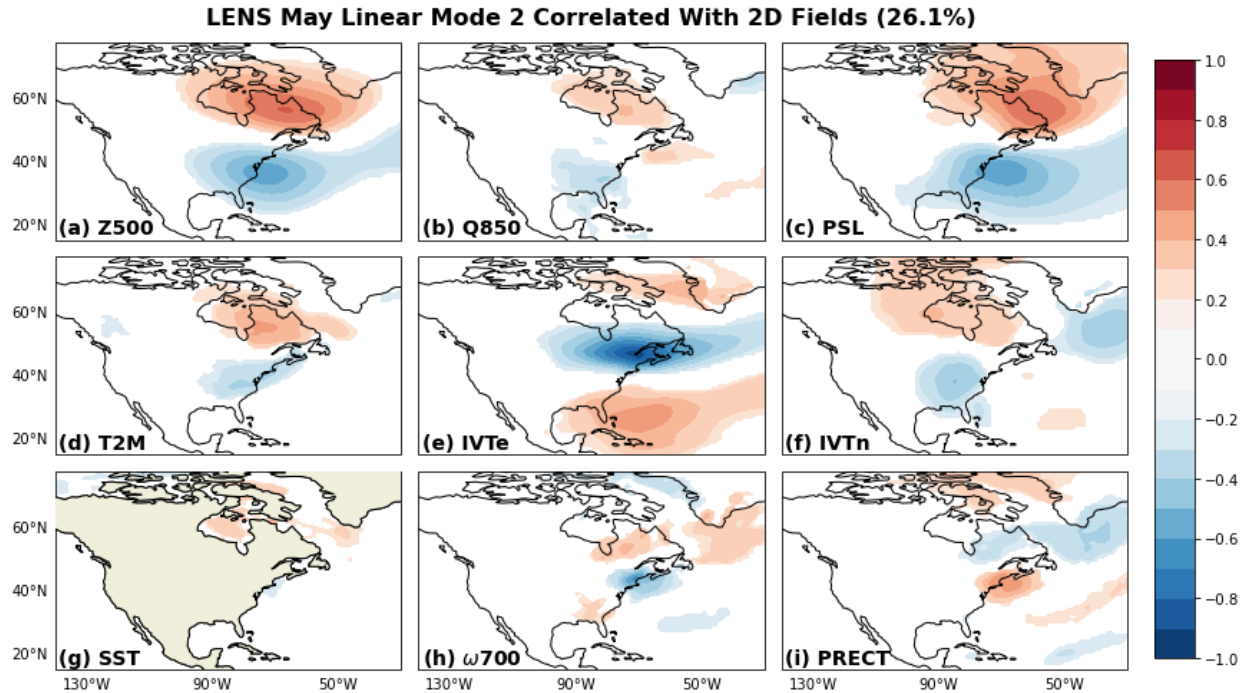 LENS May Linear Mode 2 Correlated With 2D Fields (26.1%)
60°N
40°N
20°N
(a) Z500
(b) Q850
(c) PSL
60°N
40°N
20°N
(d) T2M
(e) IVTe
(f) IVTn
60°N
40°N
20°N
(g) SST
(h) ω700
(i) PRECT
130°W
90°W
50°W
130°W
90°W
50°W
130°W
90°W
50°W
1.0
0.8
0.6
0.4
0.2
0.0
−0.2
−0.4
−0.6
−0.8
−1.0